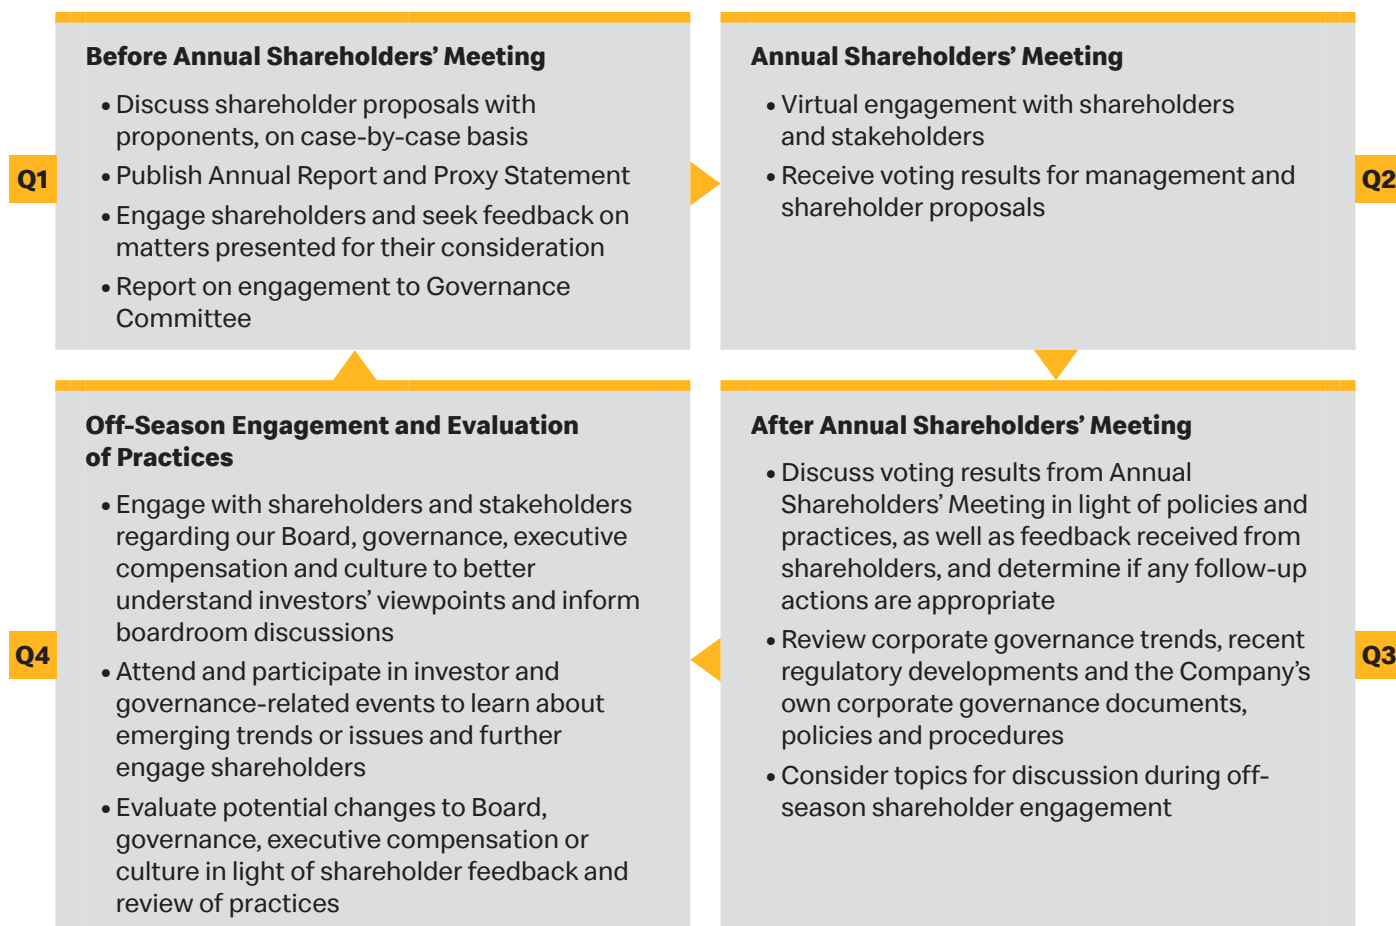 Q1
Before Annual Shareholders’ Meeting
• Discuss shareholder proposals with
proponents, on case-by-case basis
• Publish Annual Report and Proxy Statement
• Engage shareholders and seek feedback on
matters presented for their consideration
• Report on engagement to Governance
Committee
Q2
Annual Shareholders’ Meeting
• Virtual engagement with shareholders
and stakeholders
• Receive voting results for management and
shareholder proposals
Q3
After Annual Shareholders’ Meeting
• Discuss voting results from Annual
Shareholders’ Meeting in light of policies and
practices, as well as feedback received from
shareholders, and determine if any follow-up
actions are appropriate
• Review corporate governance trends, recent
regulatory developments and the Company’s
own corporate governance documents,
policies and procedures
• Consider topics for discussion during off-
season shareholder engagement
Q4
Off-Season Engagement and Evaluation
of Practices
• Engage with shareholders and stakeholders
regarding our Board, governance, executive
compensation and culture to better
understand investors’ viewpoints and inform
boardroom discussions
• Attend and participate in investor and
governance-related events to learn about
emerging trends or issues and further
engage shareholders
• Evaluate potential changes to Board,
governance, executive compensation or
culture in light of shareholder feedback and
review of practices